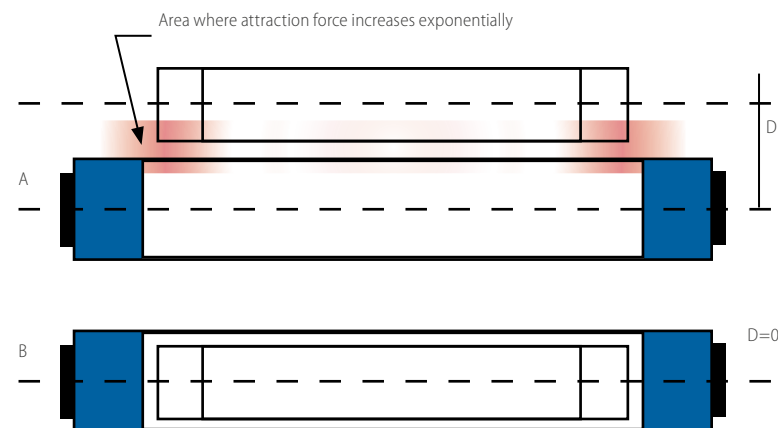 Area where attraction force increases exponentially
D
A
B
D=0